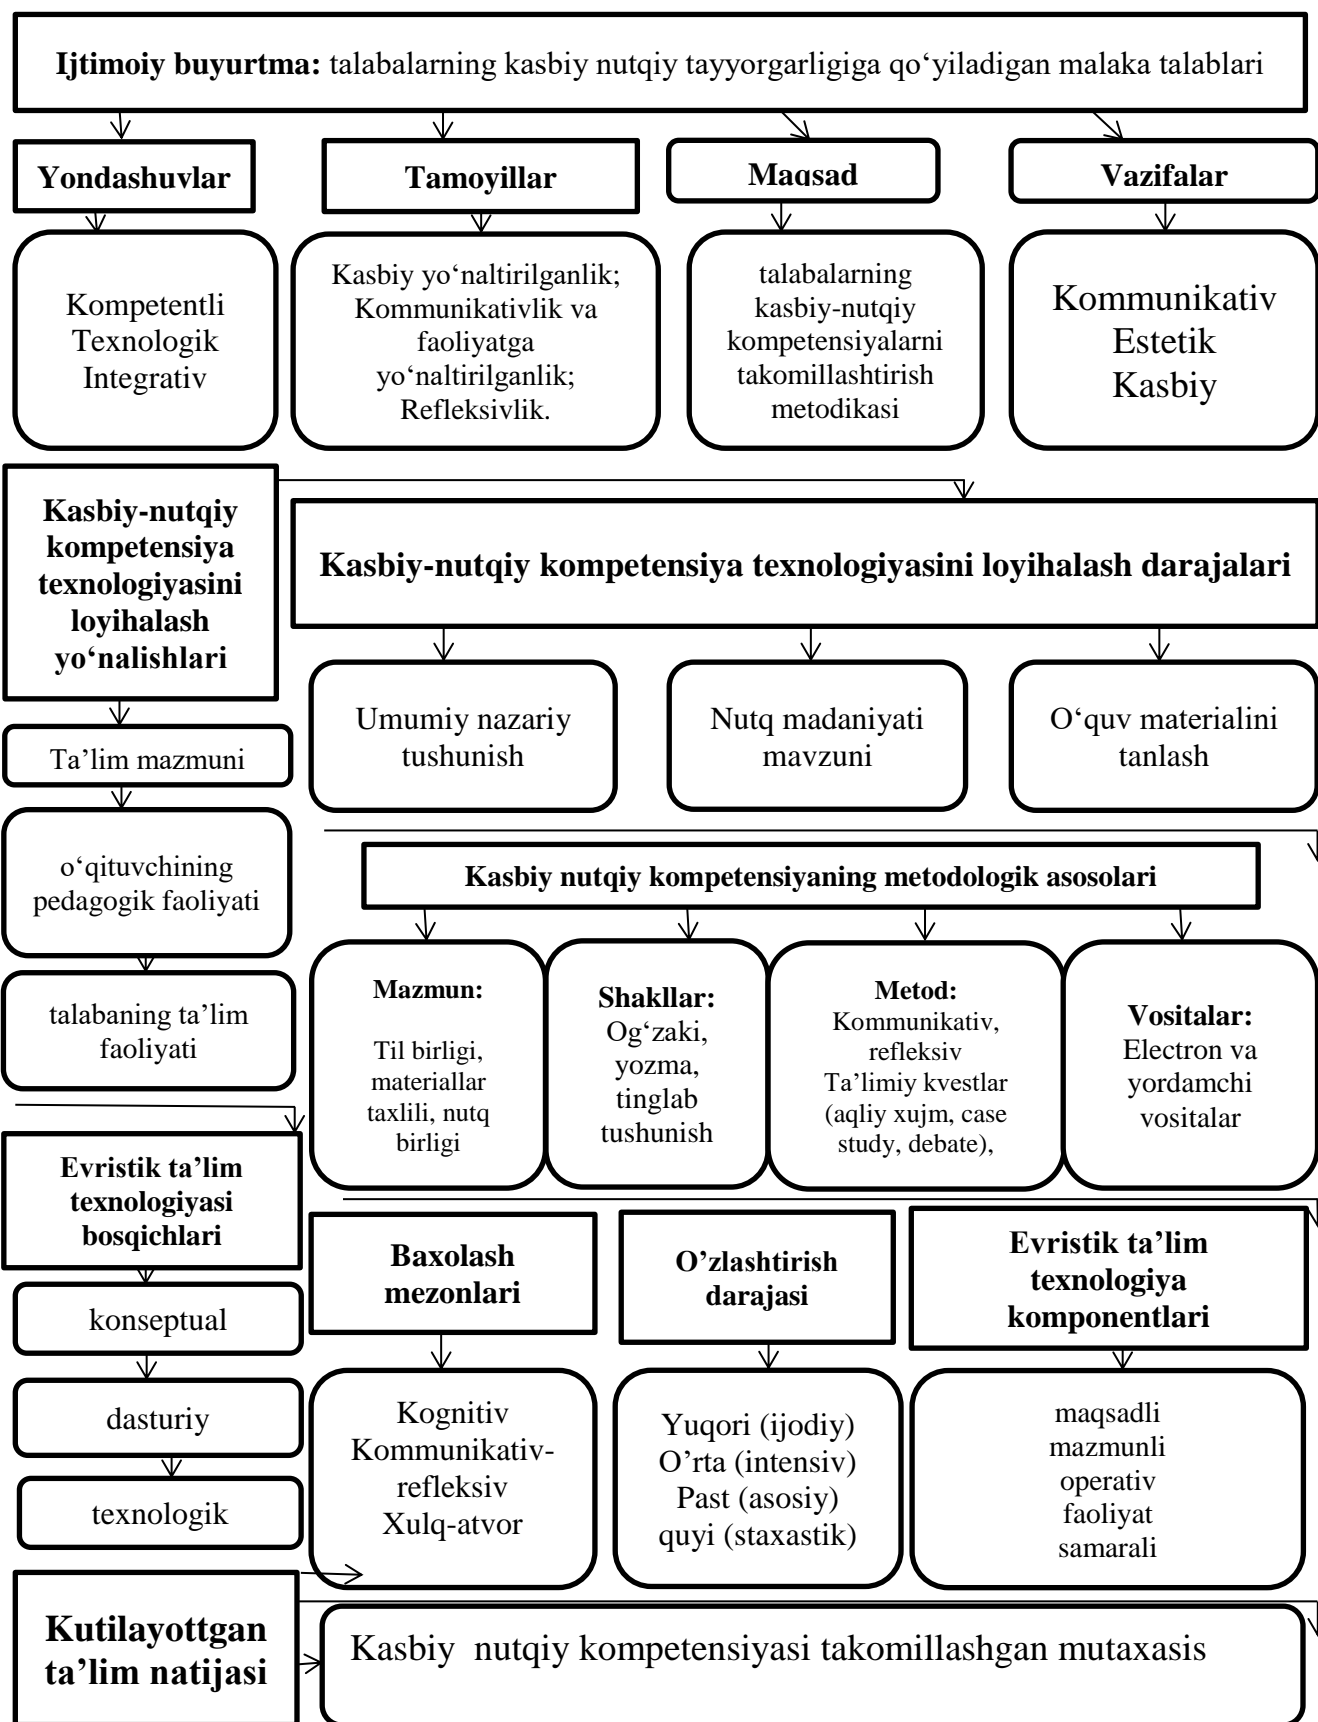 Ijtimoiy buyurtma: talabalarning kasbiy nutqiy tayyorgarligiga qo‘yiladigan malaka talablari
Yondashuvlar
Tamoyillar
Maqsad
Vazifalar
Kompetentli
Texnologik
Integrativ
Kasbiy yo‘naltirilganlik;
Kommunikativlik va
faoliyatga
yo‘naltirilganlik;
Refleksivlik.
talabalarning
kasbiy-nutqiy
kompetensiyalarni
takomillashtirish
metodikasi
Kommunikativ
Estetik
Kasbiy
Kasbiy-nutqiy
kompetensiya
texnologiyasini
loyihalash
yo‘nalishlari
Kasbiy-nutqiy kompetensiya texnologiyasini loyihalash darajalari
Umumiy nazariy
tushunish
Nutq madaniyati
mavzuni
O‘quv materialini
tanlash
Ta’lim mazmuni
o‘qituvchining
pedagogik faoliyati
talabaning ta’lim
faoliyati
Kasbiy nutqiy kompetensiyaning metodologik asosolari
Mazmun:
Til birligi,
materiallar
taxlili, nutq
birligi
Shakllar:
Og‘zaki,
yozma,
tinglab
tushunish
Metod:
Kommunikativ,
refleksiv
Ta’limiy kvestlar
(aqliy xujm, case
study, debate),
Vositalar:
Electron va
yordamchi
vositalar
Evristik ta’lim
texnologiyasi
bosqichlari
konseptual
dasturiy
texnologik
Baxolash
mezonlari
O’zlashtirish
darajasi
Evristik ta’lim
texnologiya
komponentlari
Kognitiv
Kommunikativ-
refleksiv
Xulq-atvor
Yuqori (ijodiy)
O’rta (intensiv)
Past (asosiy)
quyi (staxastik)
maqsadli
mazmunli
operativ
faoliyat
samarali
Kutilayottgan
ta’lim natijasi
Kasbiy nutqiy kompetensiyasi takomillashgan mutaxasis